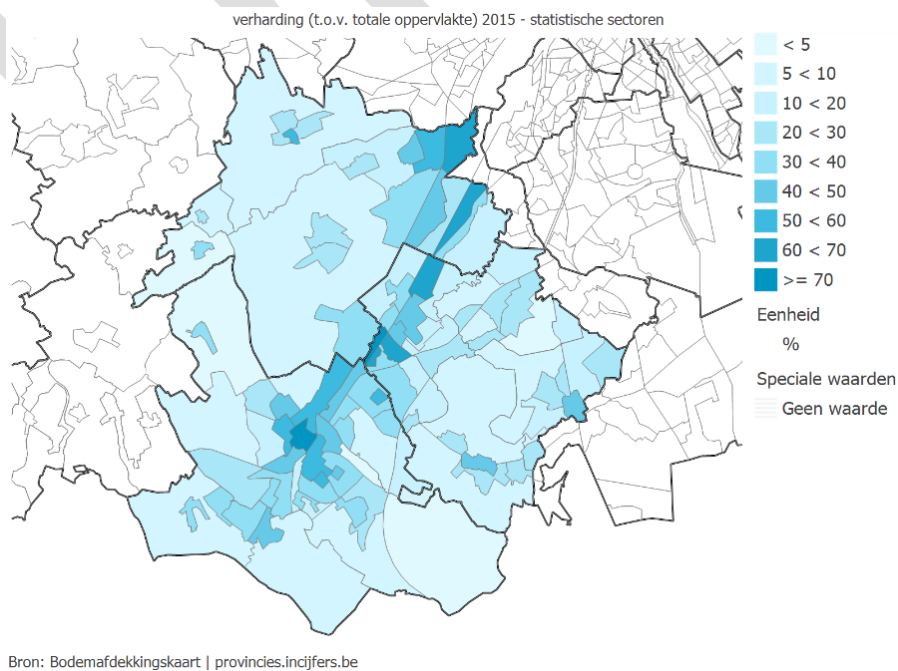 verharding (t.o.v. totale oppervlakte) 2015 - statistische sectoren
< 5
5 < 10
10 < 20
20 < 30
30 < 40
40 < 50
50 < 60
60 < 70
>= 70
Eenheid
%
Speciale waarden
Geen waarde
Bron: Bodemafdekkingskaart | provincies.incijfers.be